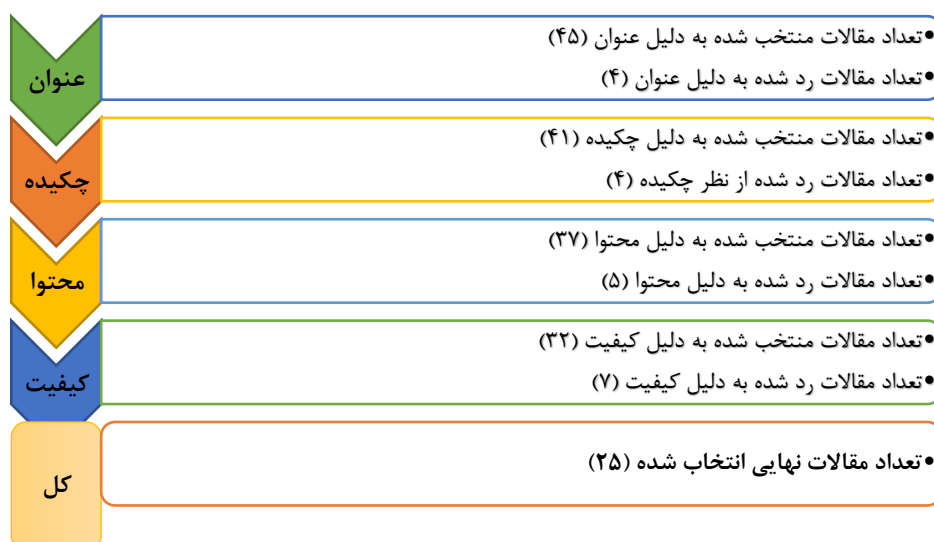 عنوان
•تعداد مقالات منتخب شده به دلیل عنوان (۴۵)
•تعداد مقالات رد شده به دلیل عنوان (۴)
چکیده
•تعداد مقالات منتخب شده به دلیل چکیده (۴۱)
•تعداد مقالات رد شده از نظر چکیده (۴)
محتوا
•تعداد مقالات منتخب شده به دلیل محتوا (۳۷)
•تعداد مقالات رد شده به دلیل محتوا (۵)
کیفیت
•تعداد مقالات منتخب شده به دلیل کیفیت (۳۲)
•تعداد مقالات رد شده به دلیل کیفیت (۷)
کل
•تعداد مقالات نهایی انتخاب شده (۲۵)